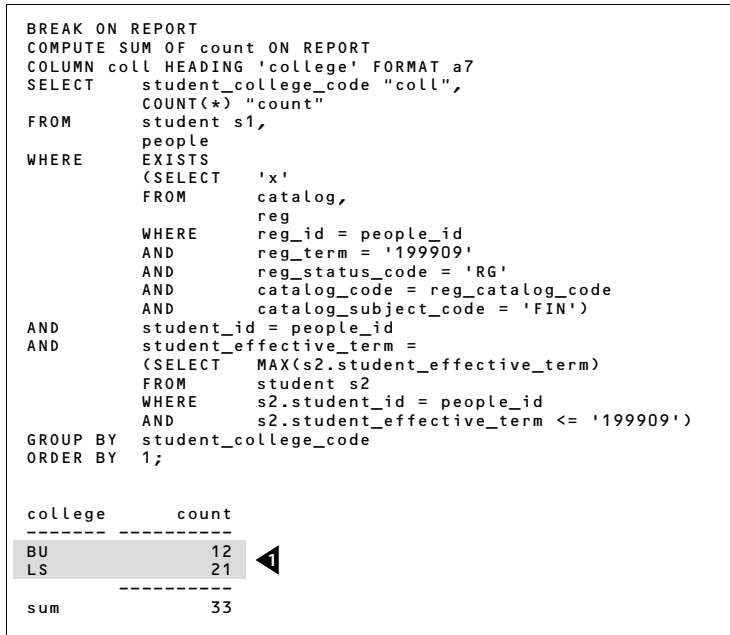 BREAK ON REPORT
COMPUTE SUM OF count ON REPORT
COLUMN coll HEADING 'college' FORMAT a7
SELECT     student_college_code "coll",
           COUNT(*) "count"
FROM       student s1,
           people
WHERE      EXISTS
           (SELECT   'x'
           FROM      catalog,
                     reg
           WHERE     reg_id = people_id
           AND       reg_term = '199909'
           AND       reg_status_code = 'RG'
           AND       catalog_code = reg_catalog_code
           AND       catalog_subject_code = 'FIN')
AND        student_id = people_id
AND        student_effective_term =
           (SELECT   MAX(s2.student_effective_term)
           FROM      student s2
           WHERE     s2.student_id = people_id
           AND       s2.student_effective_term <= '199909')
GROUP BY   student_college_code
ORDER BY   1;
college      count
------- ----------
BU              12
LS              21
1
        ----------
sum             33